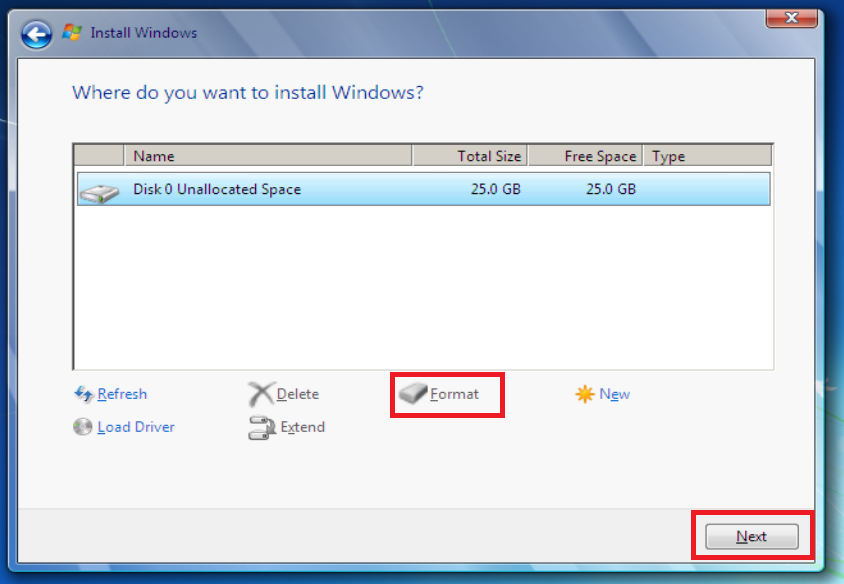 Install Windows
Where do you want to install Windows?
Name Total Size Free Space Type
Disk 0 Unallocated Space 25.0 GB 25.0 GB
Refresh Delete Format New
Load Driver Extend
Next